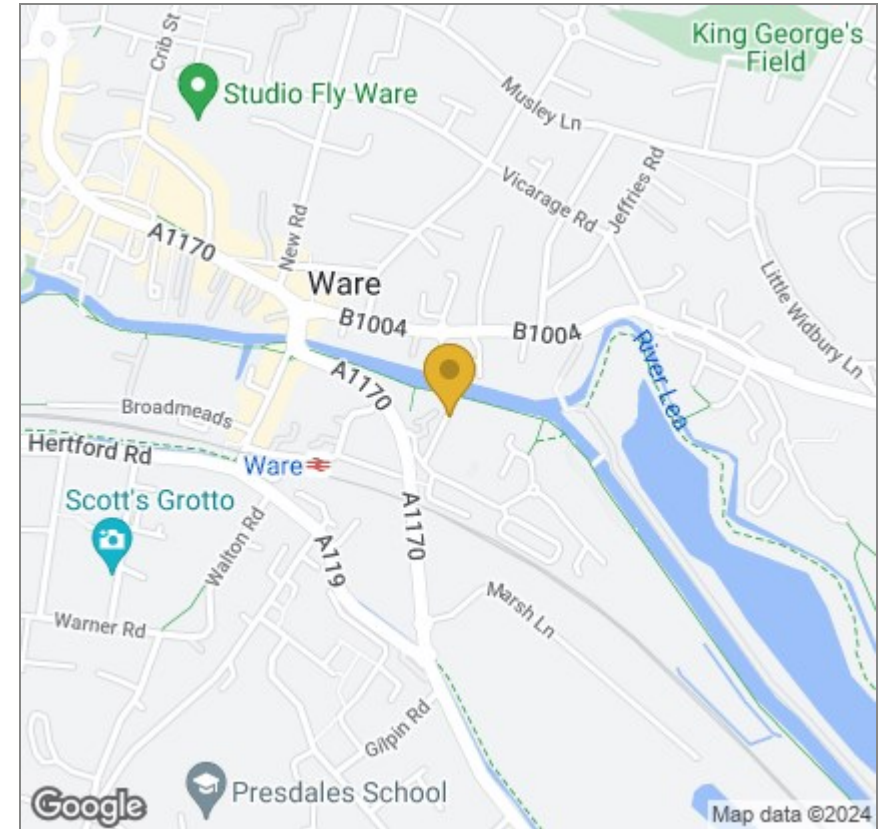 King George's
Field
Crib St
Studio Fly Ware
Musley Ln
Vicarage Rd
Jeffries Rd
A1170
New Rd
Ware
Little Widbury Ln
B1004
B1004
River Lea
A1170
Broadmeads
Hertford Rd
Ware
Scott's Grotto
A1170
Walton Rd
A119
Marsh Ln
Warner Rd
Gilpin Rd
Presdales School
Google
Map data ©2024